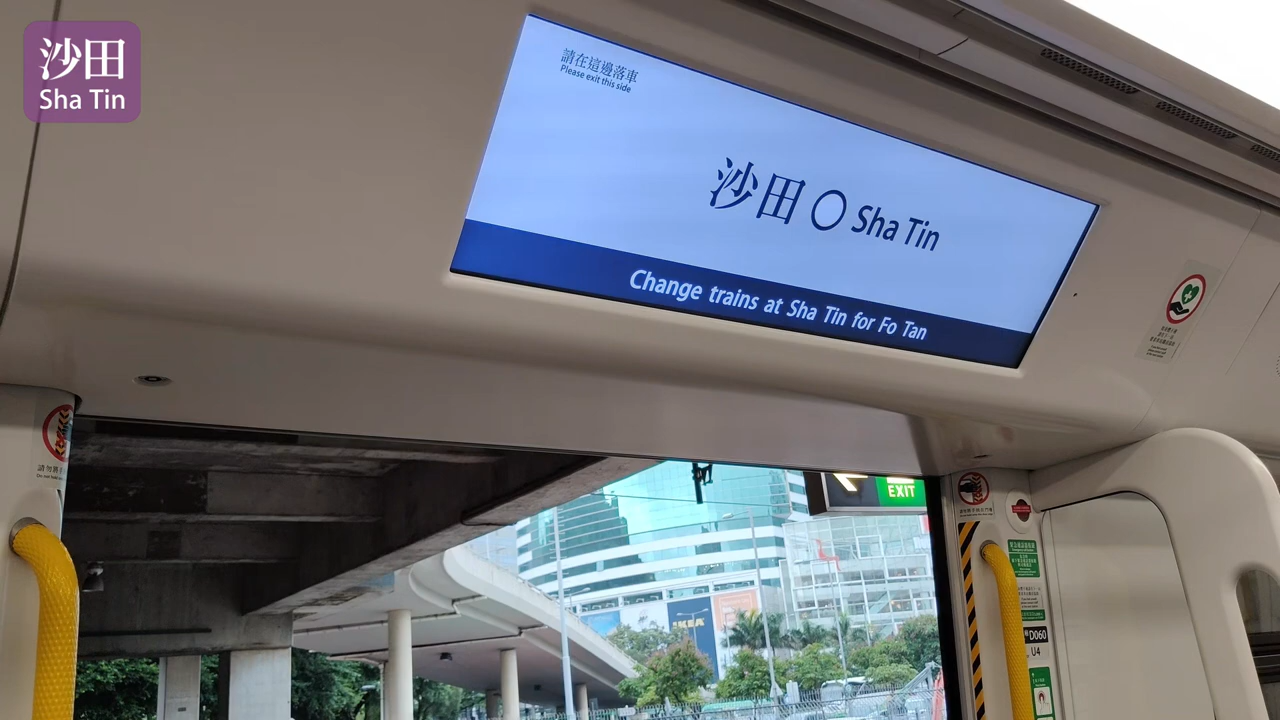 沙田
Sha Tin
請在這邊落車
Please exit this side
沙田 Sha Tin
Change trains at Sha Tin for Fo Tan
EXIT
IKEA
D060
U4